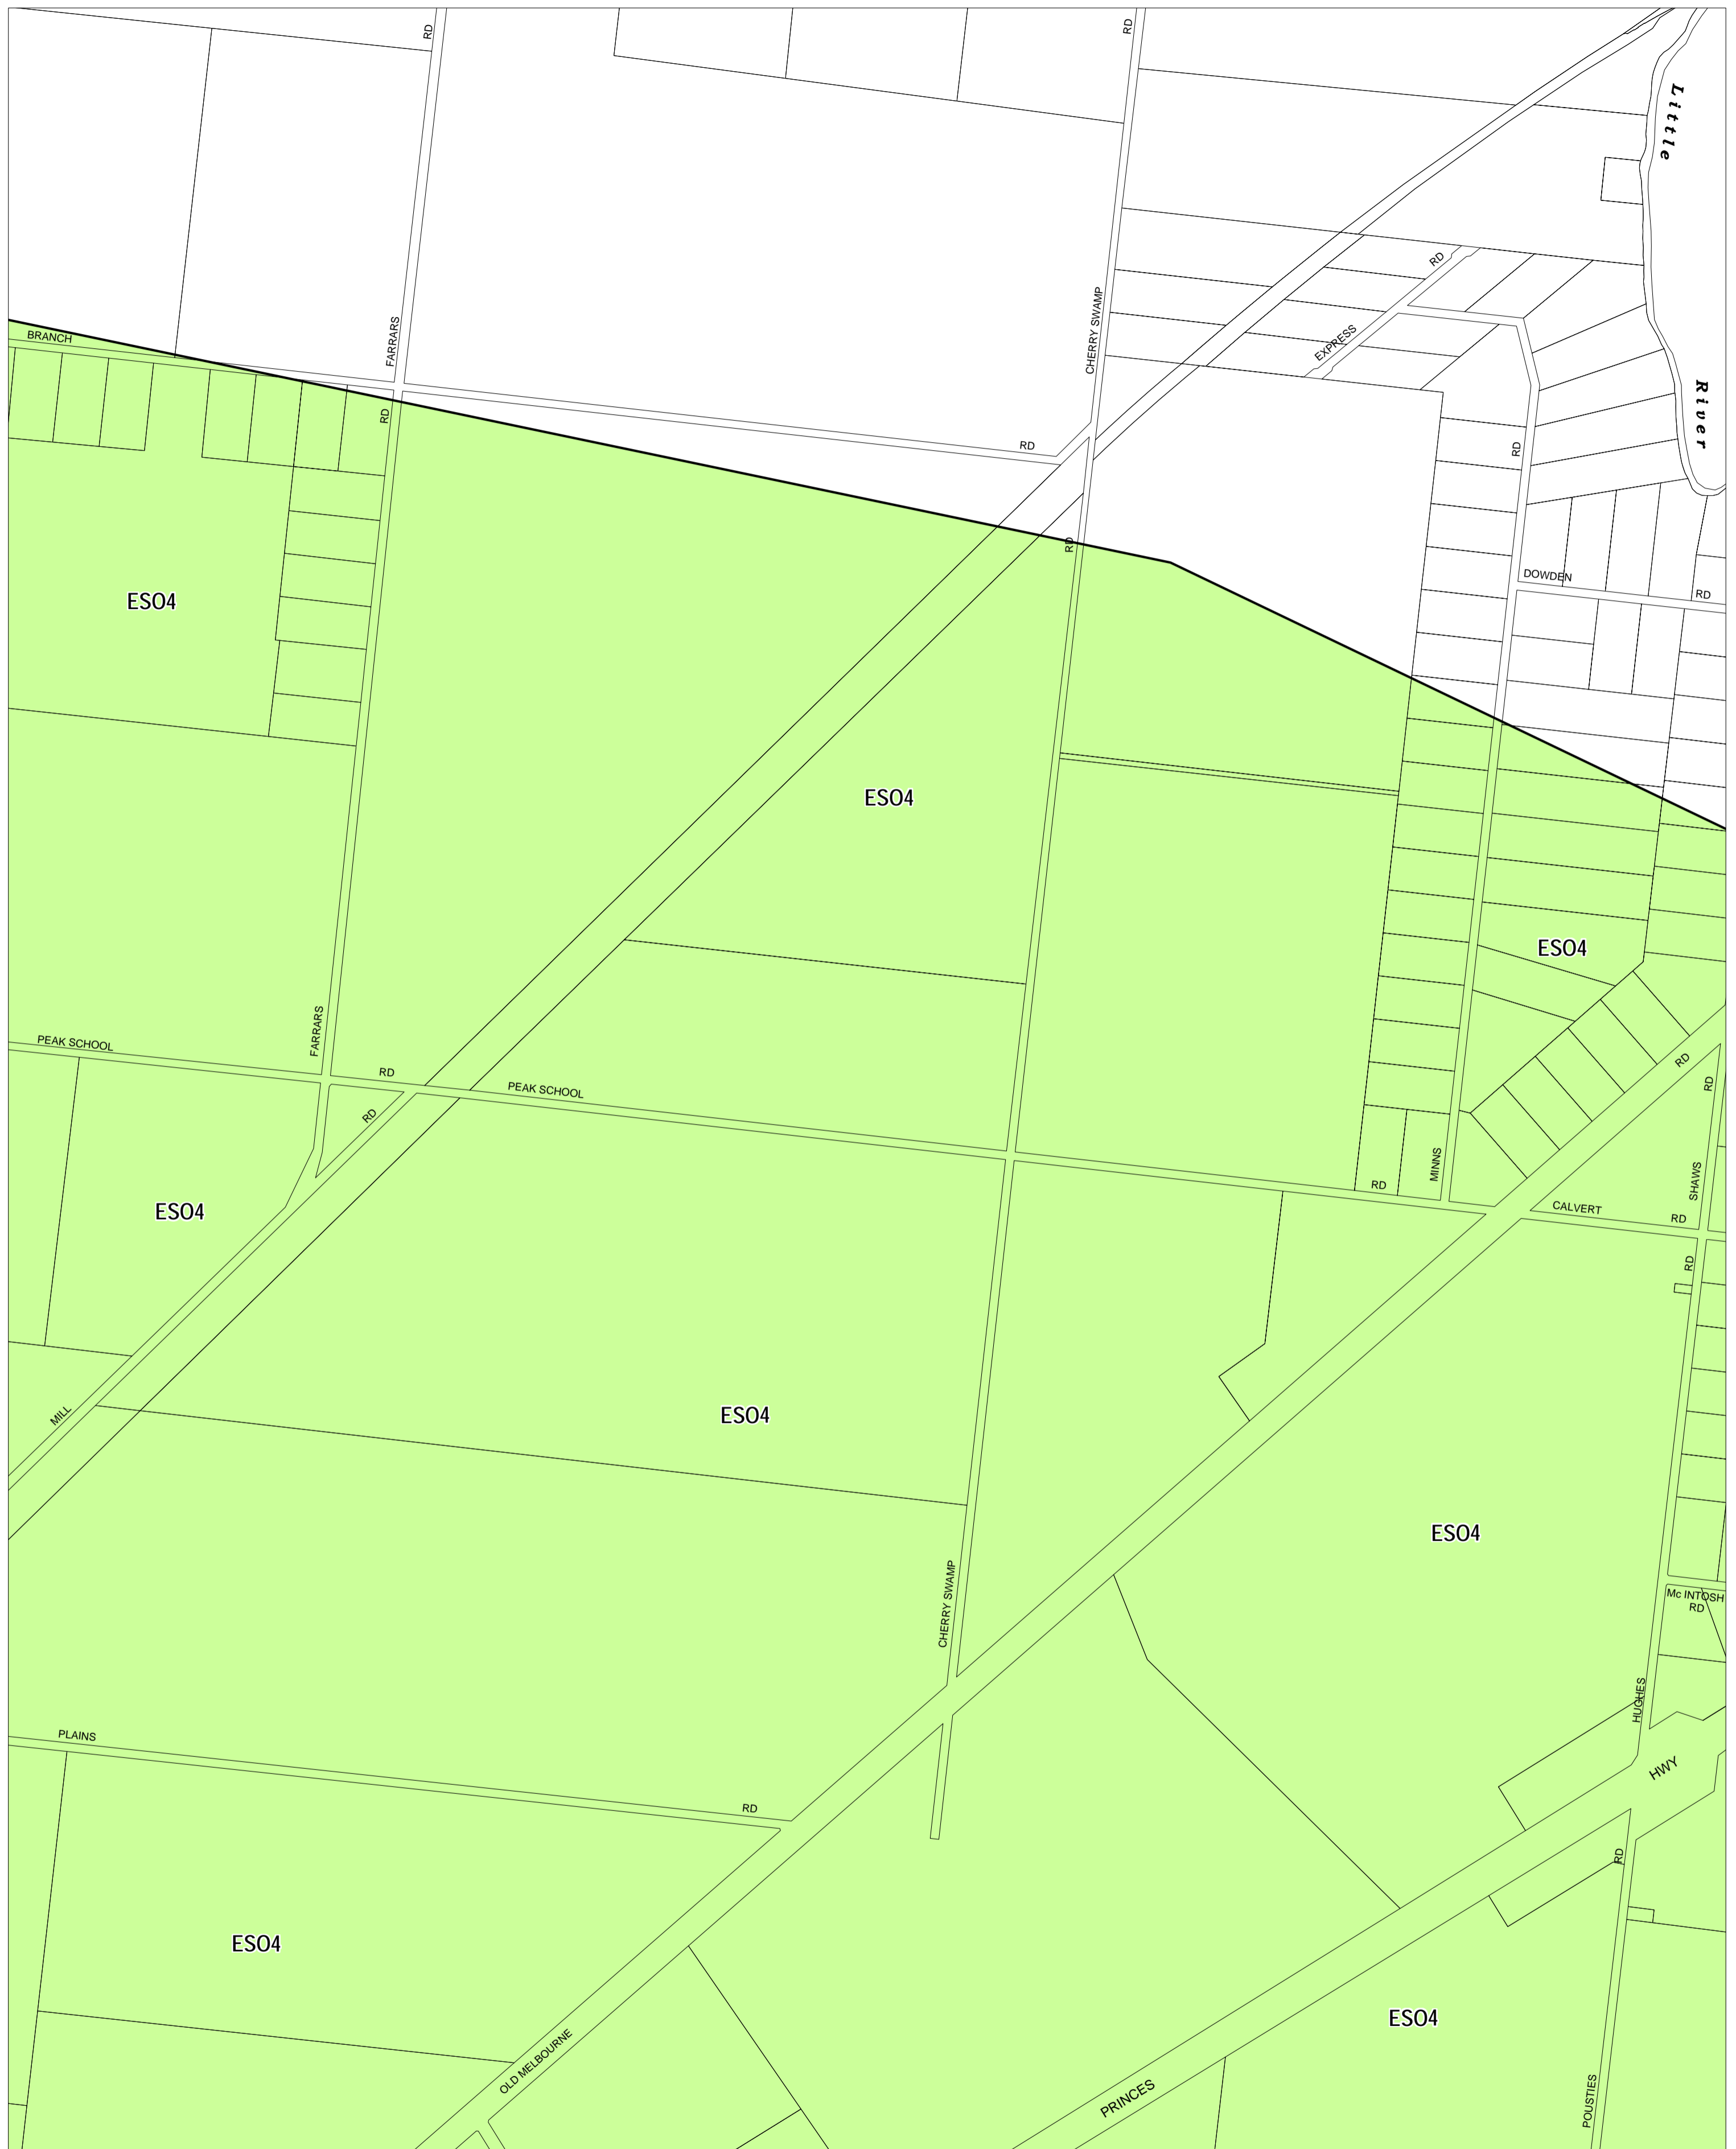 RD
RD
Little
RD
EXPRESS
CHERRY SWAMP
FARRARS
BRANCH
River
RD
RD
RD
RD
DOWDEN
RD
ESO4
ESO4
ESO4
FARRARS
PEAK SCHOOL
RD
PEAK SCHOOL
RD
RD
RD
MINNS
RD
SHAWS
CALVERT
RD
ESO4
RD
MILL
ESO4
ESO4
CHERRY SWAMP
Mc INTOSH
RD
HUGHES
PLAINS
HWY
RD
RD
ESO4
ESO4
OLD MELBOURNE
PRINCES
POUSTIES